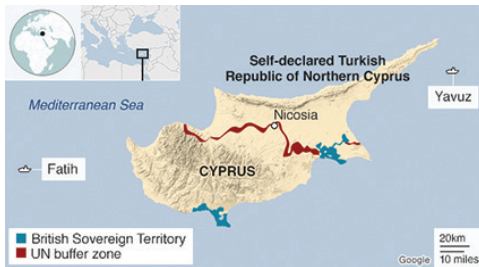 Self-declared Turkish
Republic of Northern Cyprus
Yavuz
Mediterranean Sea
Nicosia
CYPRUS
Fatih
British Sovereign Territory
UN buffer zone
Google
20km
10 miles